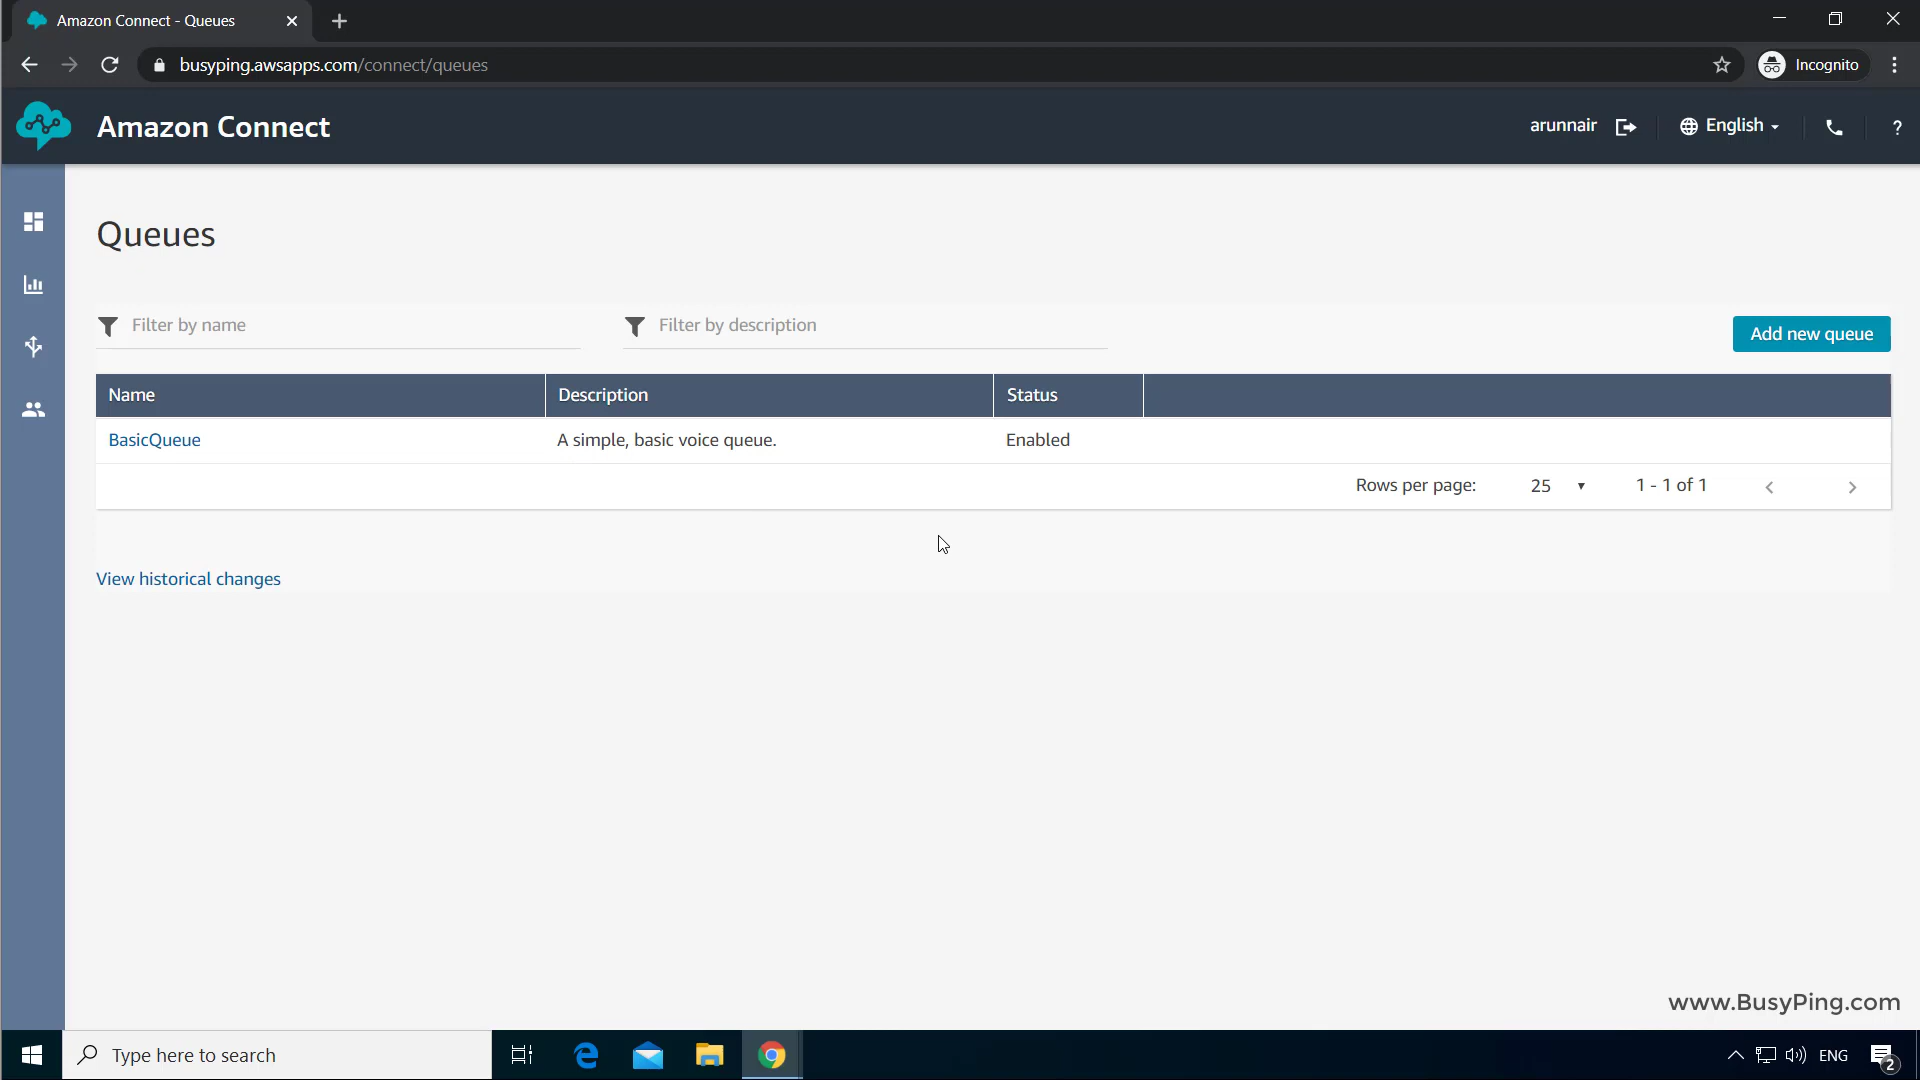 Amazon Connect - Queues
busyping.awsapps.com/connect/queues
Incognito
Amazon Connect
arunnair
English
?
Queues
Filter by name
Filter by description
Add new queue
Name Description Status
BasicQueue A simple, basic voice queue. Enabled
Rows per page: 25 1 - 1 of 1
View historical changes
www.BusyPing.com
Type here to search
ENG
2